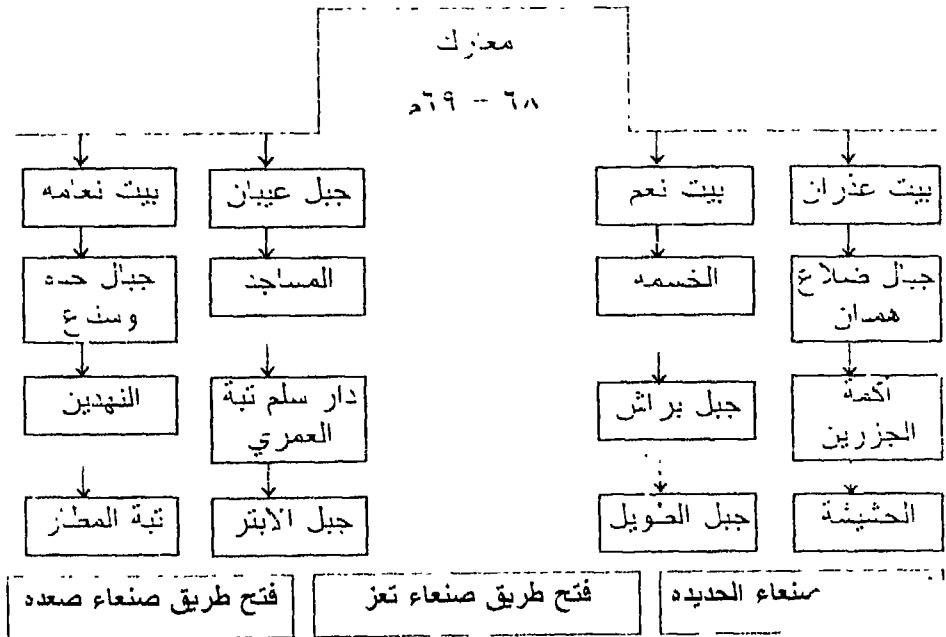 معارك
٦٨ - ٦٩م
بيت عذران
بيت نعم
جبل عيبان
بيت نعامه
جبال ضلاع
همدان
الخسمه
المساجد
جبال حده
وسنع
أكمة
الجزرين
جبل براش
دار سلم تبة
العمري
النهدين
الحشيشة
جبل الطويل
جبل الابتر
تبة المطار
صنعاء الحديده
فتح طريق صنعاء تعز
فتح طريق صنعاء صعده